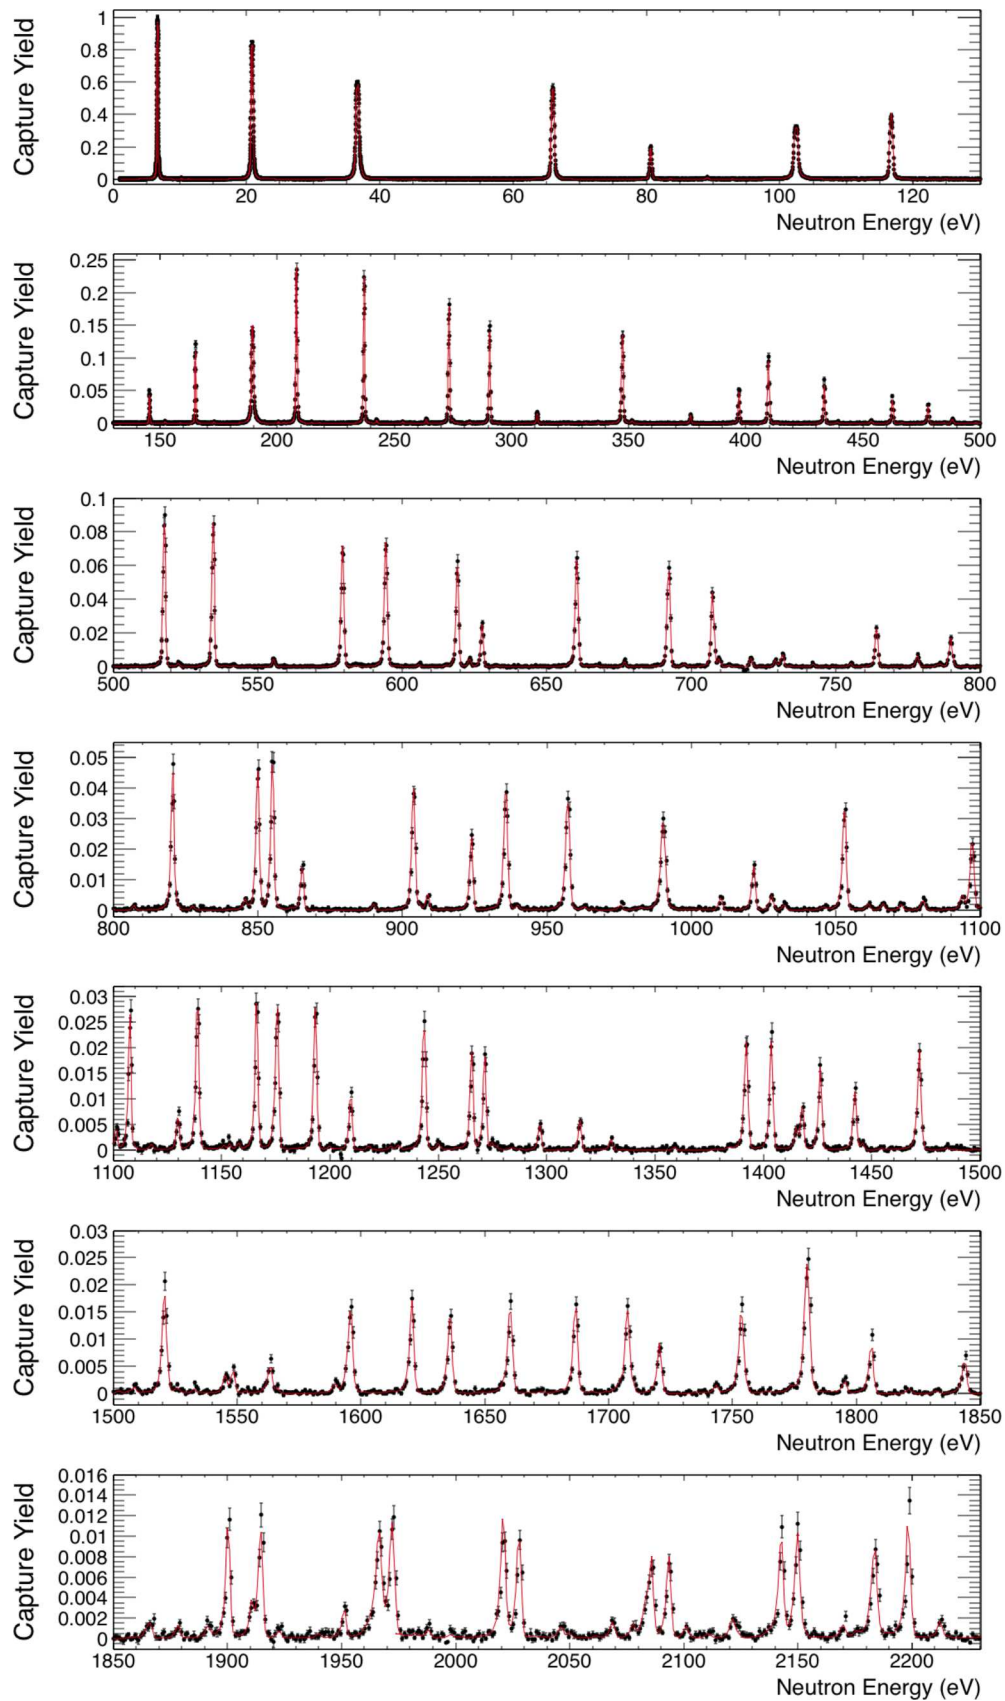 Capture Yield
1
0.8
0.6
0.4
0.2
0
0 20 40 60 80 100 120
Neutron Energy (eV)
Capture Yield
0.25
0.2
0.15
0.1
0.05
0
150 200 250 300 350 400 450 500
Neutron Energy (eV)
Capture Yield
0.1
0.08
0.06
0.04
0.02
0
500 550 600 650 700 750 800
Neutron Energy (eV)
Capture Yield
0.05
0.04
0.03
0.02
0.01
0
800 850 900 950 1000 1050 1100
Neutron Energy (eV)
Capture Yield
0.03
0.025
0.02
0.015
0.01
0.005
0
1100 1150 1200 1250 1300 1350 1400 1450 1500
Neutron Energy (eV)
Capture Yield
0.03
0.025
0.02
0.015
0.01
0.005
0
1500 1550 1600 1650 1700 1750 1800 1850
Neutron Energy (eV)
Capture Yield
0.016
0.014
0.012
0.01
0.008
0.006
0.004
0.002
0
1850 1900 1950 2000 2050 2100 2150 2200
Neutron Energy (eV)